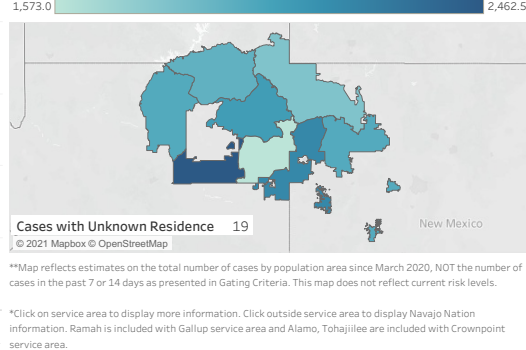 1,573.0 2,462.5
New Mexico
Cases with Unknown Residence 19
© 2021 Mapbox © OpenStreetMap
**Map reflects estimates on the total number of cases by population area since March 2020, NOT the number of
cases in the past 7 or 14 days as presented in Gating Criteria. This map does not reflect current risk levels.
*Click on service area to display more information. Click outside service area to display Navajo Nation
information. Ramah is included with Gallup service area and Alamo, Tohajiilee are included with Crownpoint
service area.